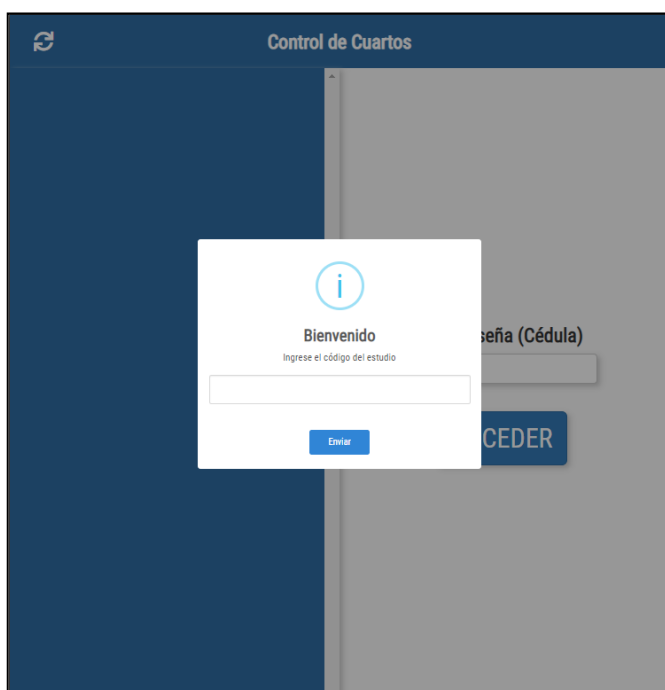 Control de Cuartos
Bienvenido
Ingrese el código del estudio
Enviar
seña (Cédula)
CEDER